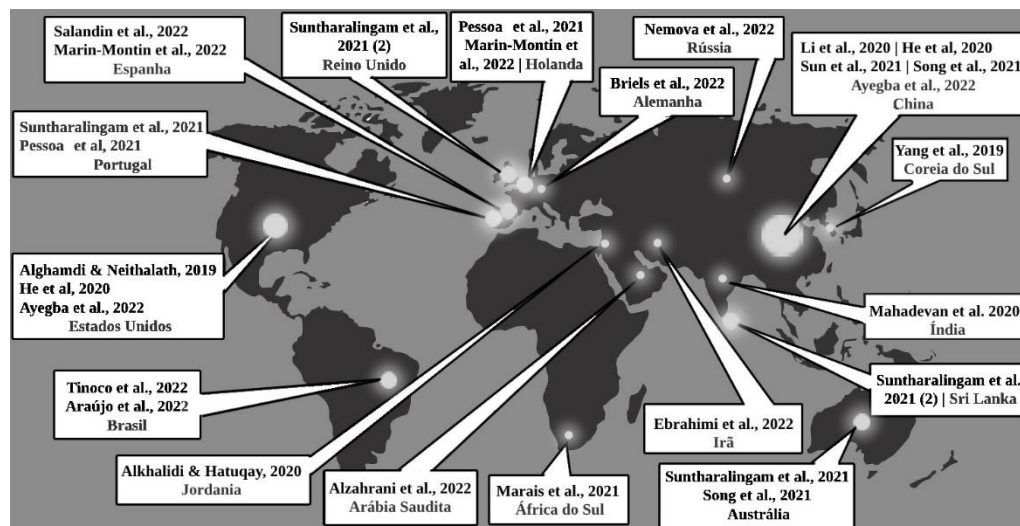 Salandin et al., 2022
Marin-Montin et al., 2022
Espanha
Suntharalingam et al.,
2021 (2)
Reino Unido
Pessoa et al., 2021
Marin-Montin et
al., 2022 | Holanda
Nemova et al., 2022
Rússia
Briels et al., 2022
Alemanha
Li et al., 2020 | He et al, 2020
Sun et al., 2021 | Song et al., 2021
Ayegba et al., 2022
China
Suntharalingam et al., 2021
Pessoa et al, 2021
Portugal
Yang et al., 2019
Coreia do Sul
Alghamdi & Neithalath, 2019
He et al, 2020
Ayegba et al., 2022
Estados Unidos
Mahadevan et al. 2020
Índia
Tinoco et al., 2022
Araújo et al., 2022
Brasil
Suntharalingam et al.
2021 (2) | Sri Lanka
Ebrahimi et al., 2022
Irã
Alkhalidi & Hatuqay, 2020
Jordania
Alzahrani et al., 2022
Arábia Saudita
Marais et al., 2021
África do Sul
Suntharalingam et al., 2021
Song et al., 2021
Austrália